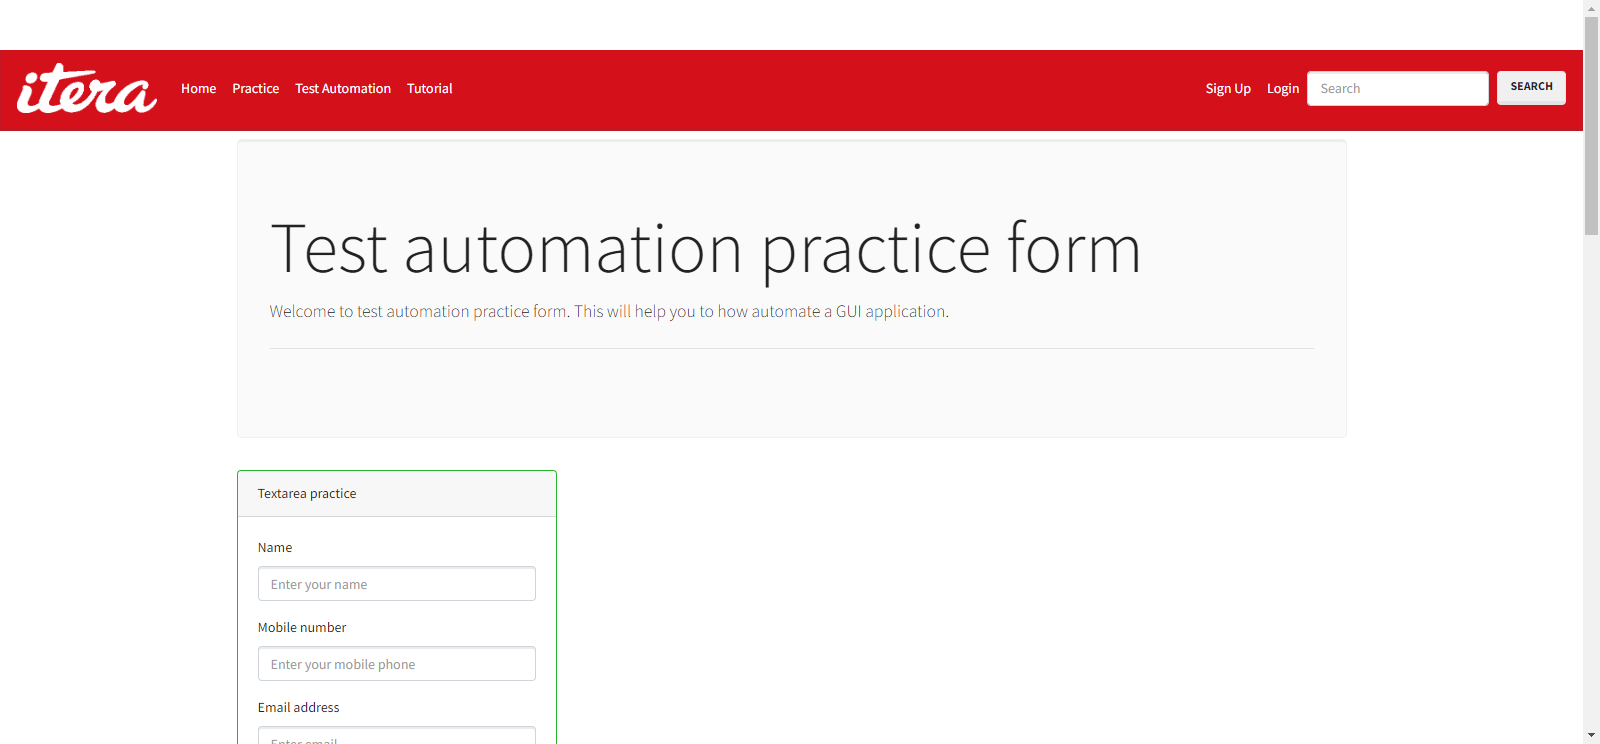 itera
Home Practice Test Automation Tutorial Sign Up Login Search SEARCH
Test automation practice form
Welcome to test automation practice form. This will help you to how automate a GUI application.
Textarea practice
Name
Enter your name
Mobile number
Enter your mobile phone
Email address
Enter email